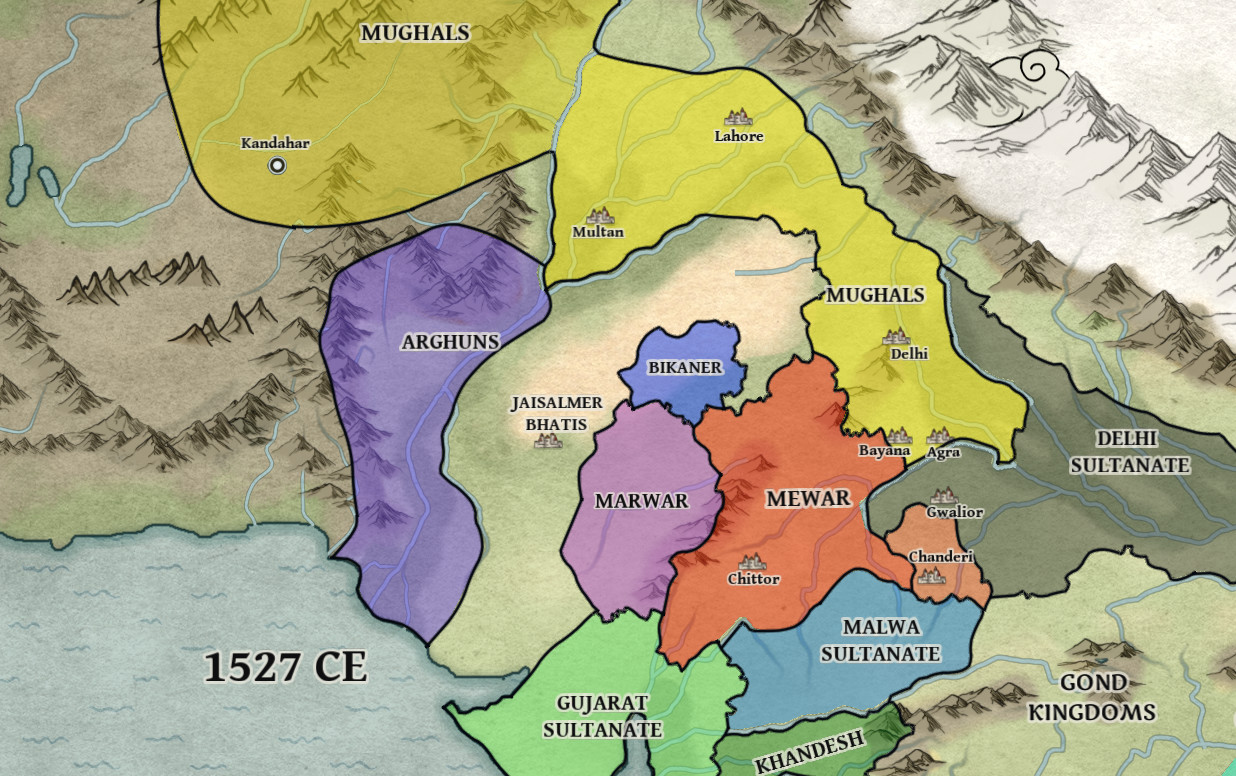 MUGHALS
Lahore
Kandahar
Multan
MUGHALS
ARGHUNS
Delhi
BIKANER
JAISALMER
BHATIS
DELHI
SULTANATE
Bayana
Agra
MARWAR
MEWAR
Gwalior
Chanderi
Chittor
MALWA
SULTANATE
1527 CE
GOND
KINGDOMS
GUJARAT
SULTANATE
KHANDESH